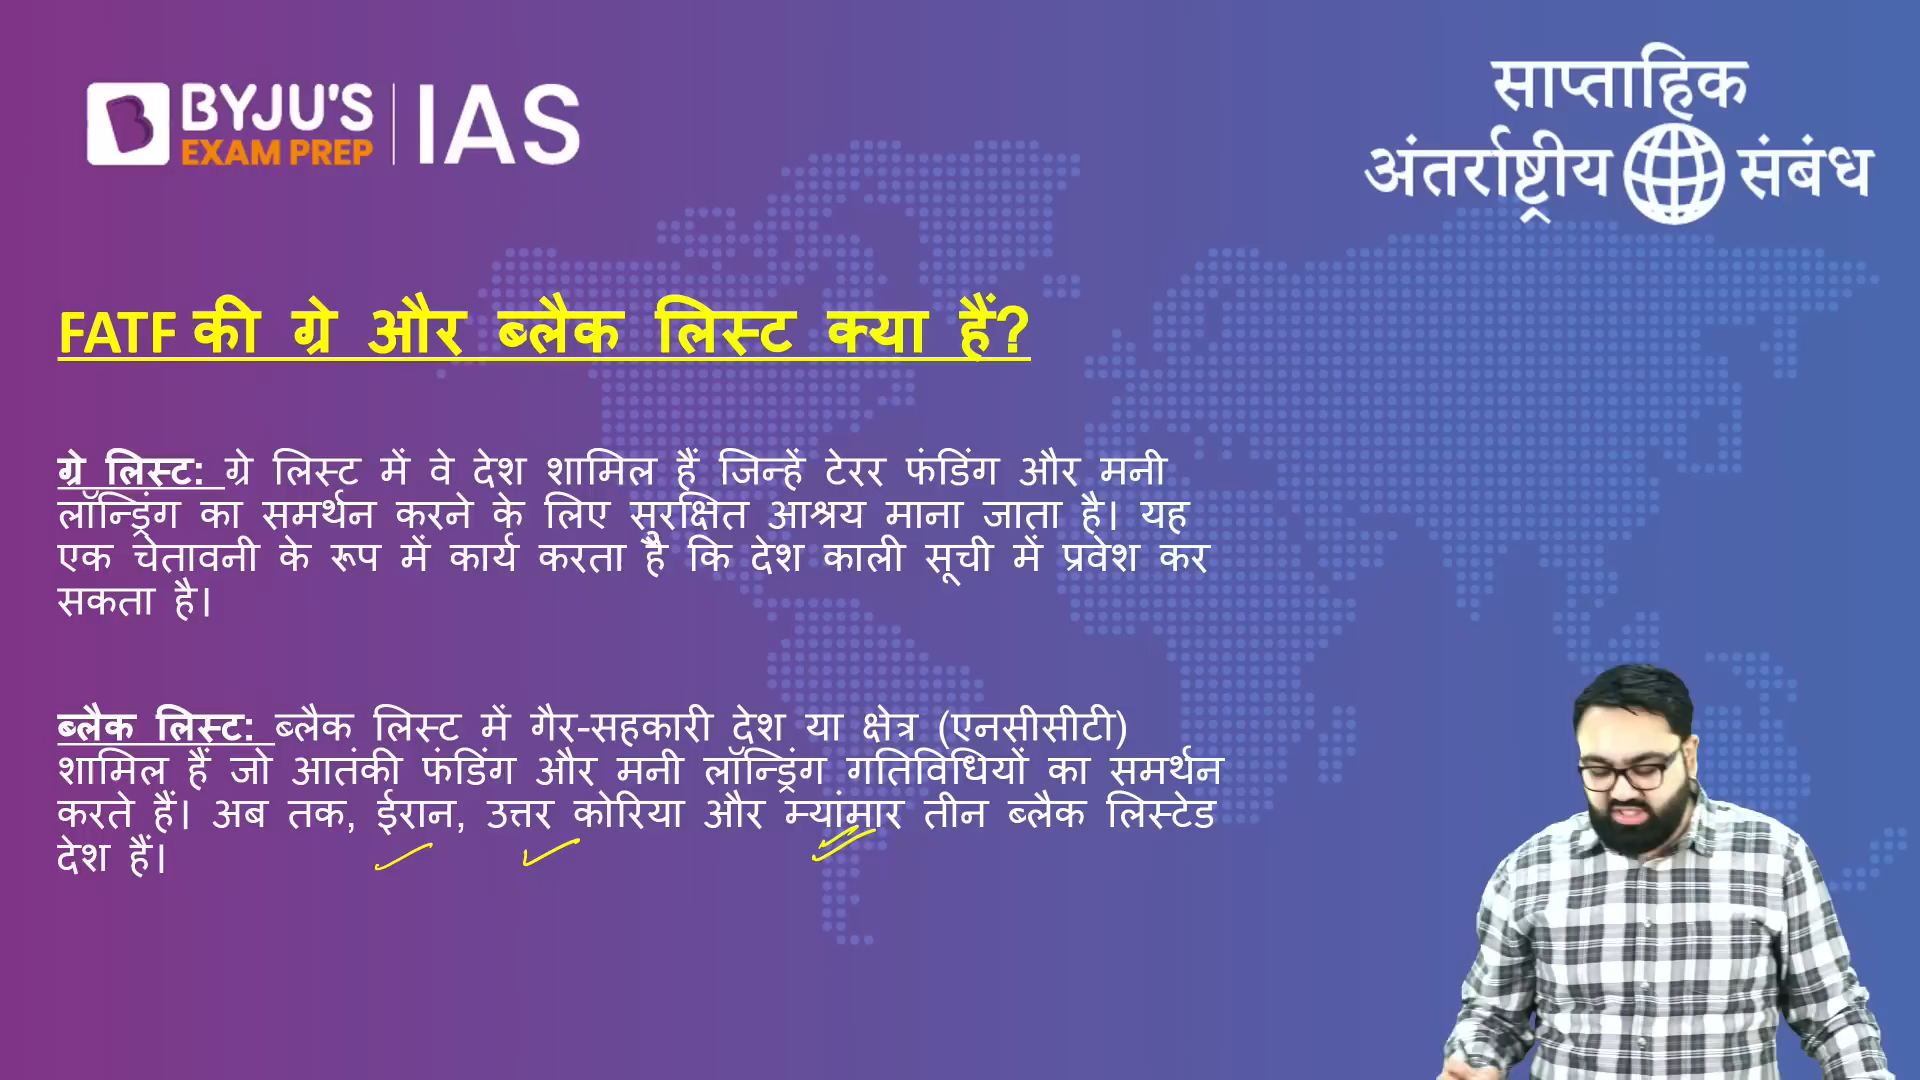 BYJU'S
EXAM PREP
IAS
साप्ताहिक
अंतर्राष्ट्रीय संबंध
FATF की ग्रे और ब्लैक लिस्ट क्या हैं?
ग्रे लिस्ट: ग्रे लिस्ट में वे देश शामिल हैं जिन्हें टेरर फंडिंग और मनी
लॉन्ड्रिंग का समर्थन करने के लिए सुरक्षित आश्रय माना जाता है। यह
एक चेतावनी के रूप में कार्य करता है कि देश काली सूची में प्रवेश कर
सकता है।
ब्लैक लिस्ट: ब्लैक लिस्ट में गैर-सहकारी देश या क्षेत्र (एनसीसीटी)
शामिल हैं जो आतंकी फंडिंग और मनी लॉन्ड्रिंग गतिविधियों का समर्थन
करते हैं। अब तक, ईरान, उत्तर कोरिया और म्यांमार तीन ब्लैक लिस्टेड
देश हैं।